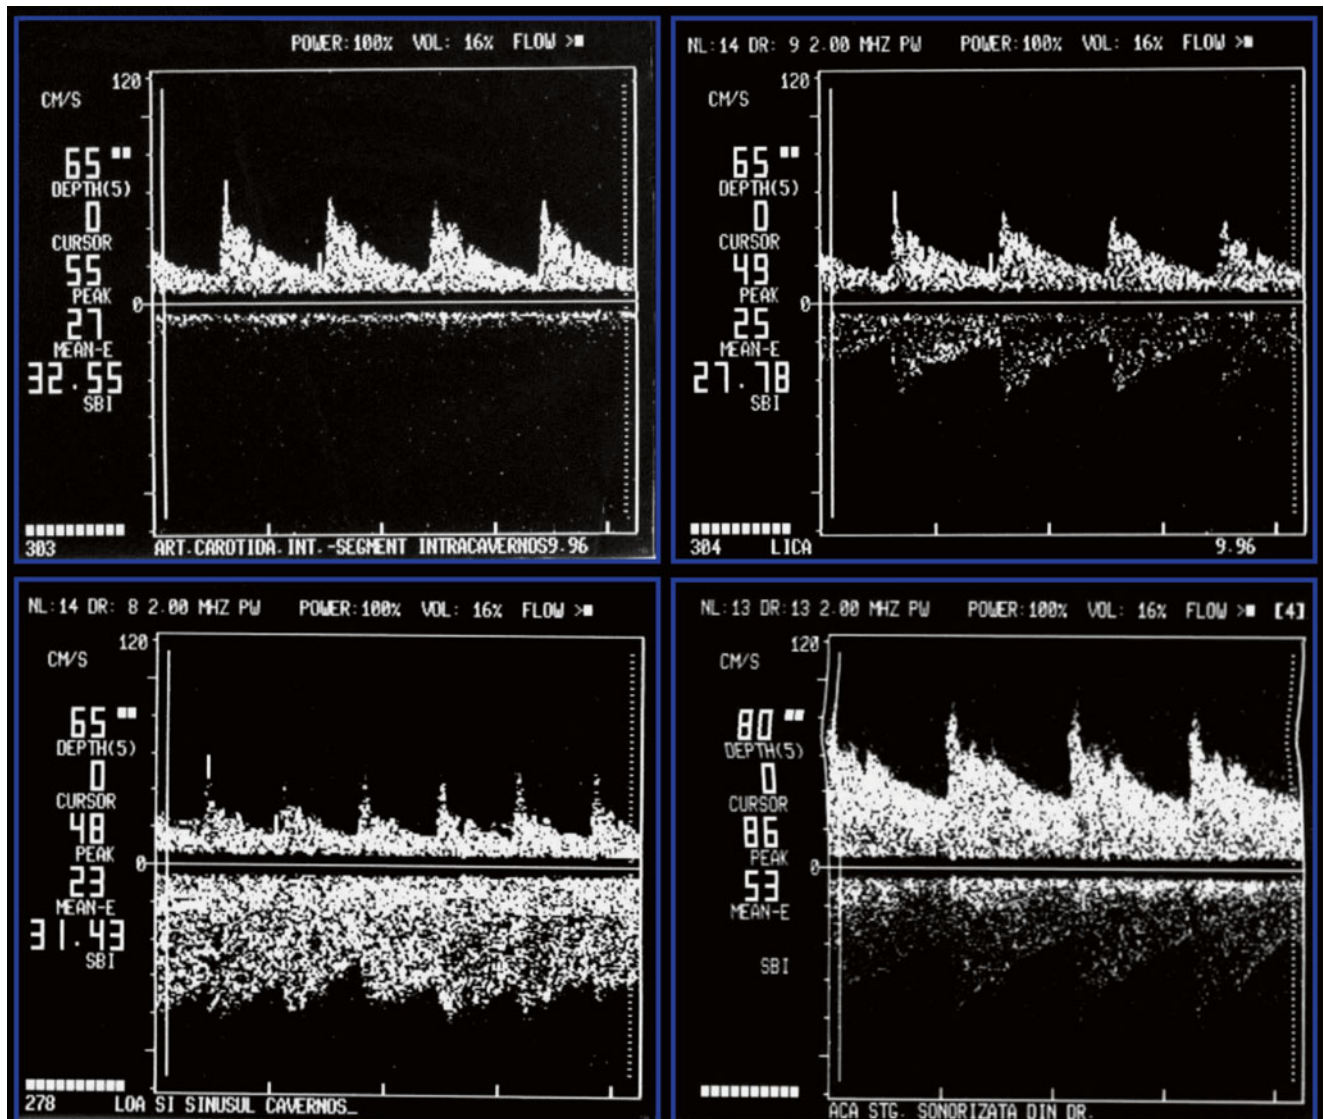 POWER:100% VOL: 16% FLOW >■
120
CM/S
65
DEPTH(5)
0
CURSOR
55
PEAK
0
27
MEAN-E
32.55
SBI
303 ART.CAROTIDA.INT.-SEGMENT INTRACAVERNOS9.96
NL:14 DR: 9 2.00 MHZ PW POWER:100% VOL: 16% FLOW >■
120
CM/S
65
DEPTH(5)
0
CURSOR
49
PEAK
0
25
MEAN-E
27.78
SBI
304 LICA 9.96
NL:14 DR: 8 2.00 MHZ PW POWER:100% VOL: 16% FLOW >■
120
CM/S
65
DEPTH(5)
0
CURSOR
48
PEAK
0
23
MEAN-E
31.43
SBI
278 LOA SI SINUSUL CAVERNOS_
NL:13 DR:13 2.00 MHZ PW POWER:100% VOL: 16% FLOW >■ [4]
120
CM/S
80
DEPTH(5)
0
CURSOR
86
PEAK
0
53
MEAN-E
SBI
ACA STG. SONORIZATA DIN DR.